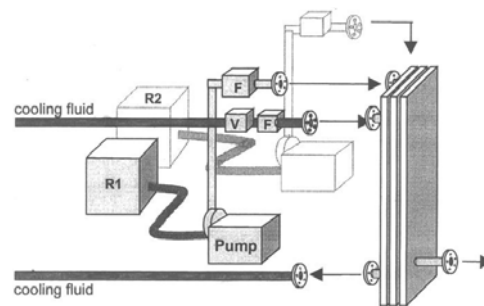 F
R2
cooling fluid
V
F
R1
Pump
cooling fluid